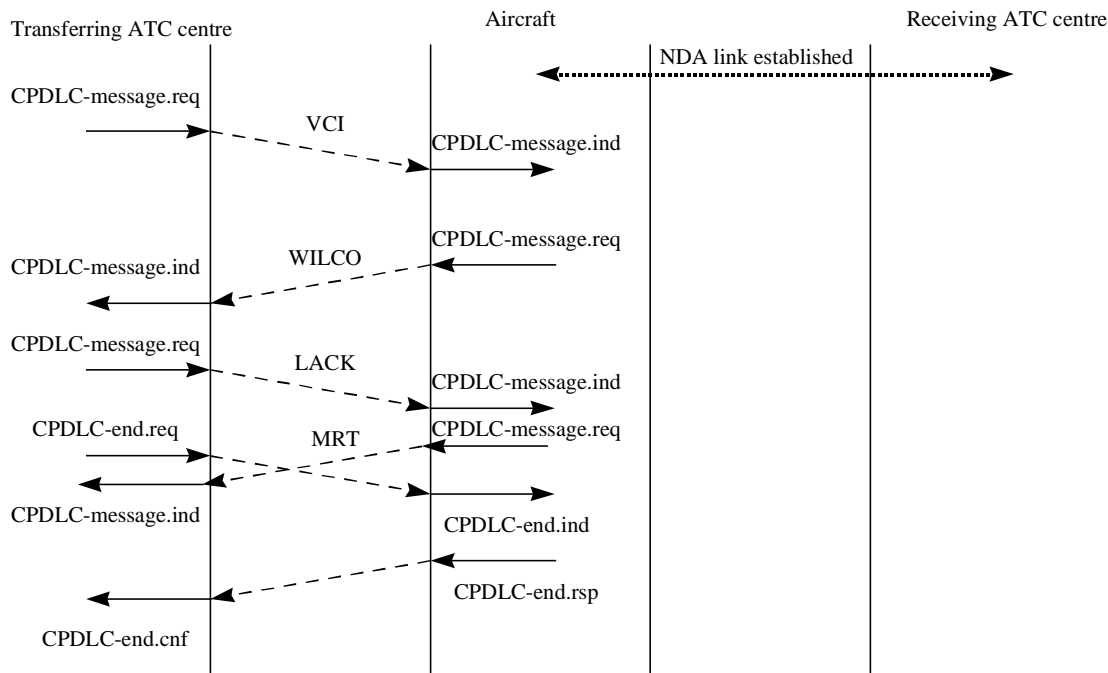 Transferring ATC centre
Aircraft
Receiving ATC centre
NDA link established
CPDLC-message.req
VCI
CPDLC-message.ind
CPDLC-message.req
WILCO
CPDLC-message.ind
CPDLC-message.req
LACK
CPDLC-message.ind
CPDLC-end.req
MRT
CPDLC-message.req
CPDLC-message.ind
CPDLC-end.ind
CPDLC-end.rsp
CPDLC-end.cnf